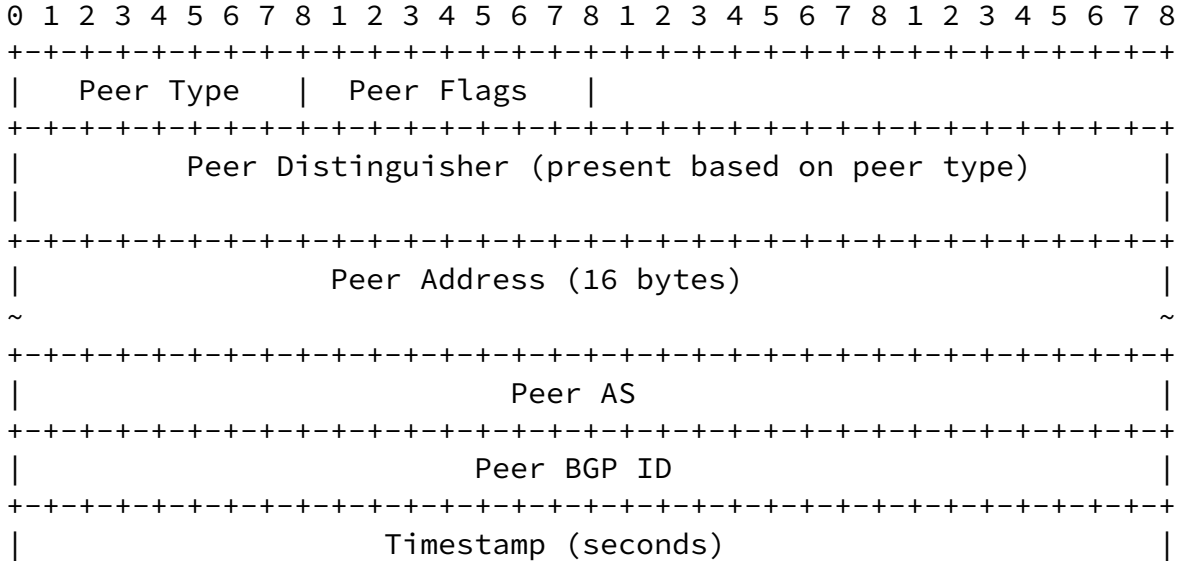 0 1 2 3 4 5 6 7 8 1 2 3 4 5 6 7 8 1 2 3 4 5 6 7 8 1 2 3 4 5 6 7 8
+-+-+-+-+-+-+-+-+-+-+-+-+-+-+-+-+-+-+-+-+-+-+-+-+-+-+-+-+-+-+-+-+
|   Peer Type   |  Peer Flags   |
+-+-+-+-+-+-+-+-+-+-+-+-+-+-+-+-+-+-+-+-+-+-+-+-+-+-+-+-+-+-+-+-+
|         Peer Distinguisher (present based on peer type)       |
|                                                               |
+-+-+-+-+-+-+-+-+-+-+-+-+-+-+-+-+-+-+-+-+-+-+-+-+-+-+-+-+-+-+-+-+
|                 Peer Address (16 bytes)                       |
~                                                               ~
+-+-+-+-+-+-+-+-+-+-+-+-+-+-+-+-+-+-+-+-+-+-+-+-+-+-+-+-+-+-+-+-+
|                           Peer AS                             |
+-+-+-+-+-+-+-+-+-+-+-+-+-+-+-+-+-+-+-+-+-+-+-+-+-+-+-+-+-+-+-+-+
|                         Peer BGP ID                           |
+-+-+-+-+-+-+-+-+-+-+-+-+-+-+-+-+-+-+-+-+-+-+-+-+-+-+-+-+-+-+-+-+
|                    Timestamp (seconds)                        |